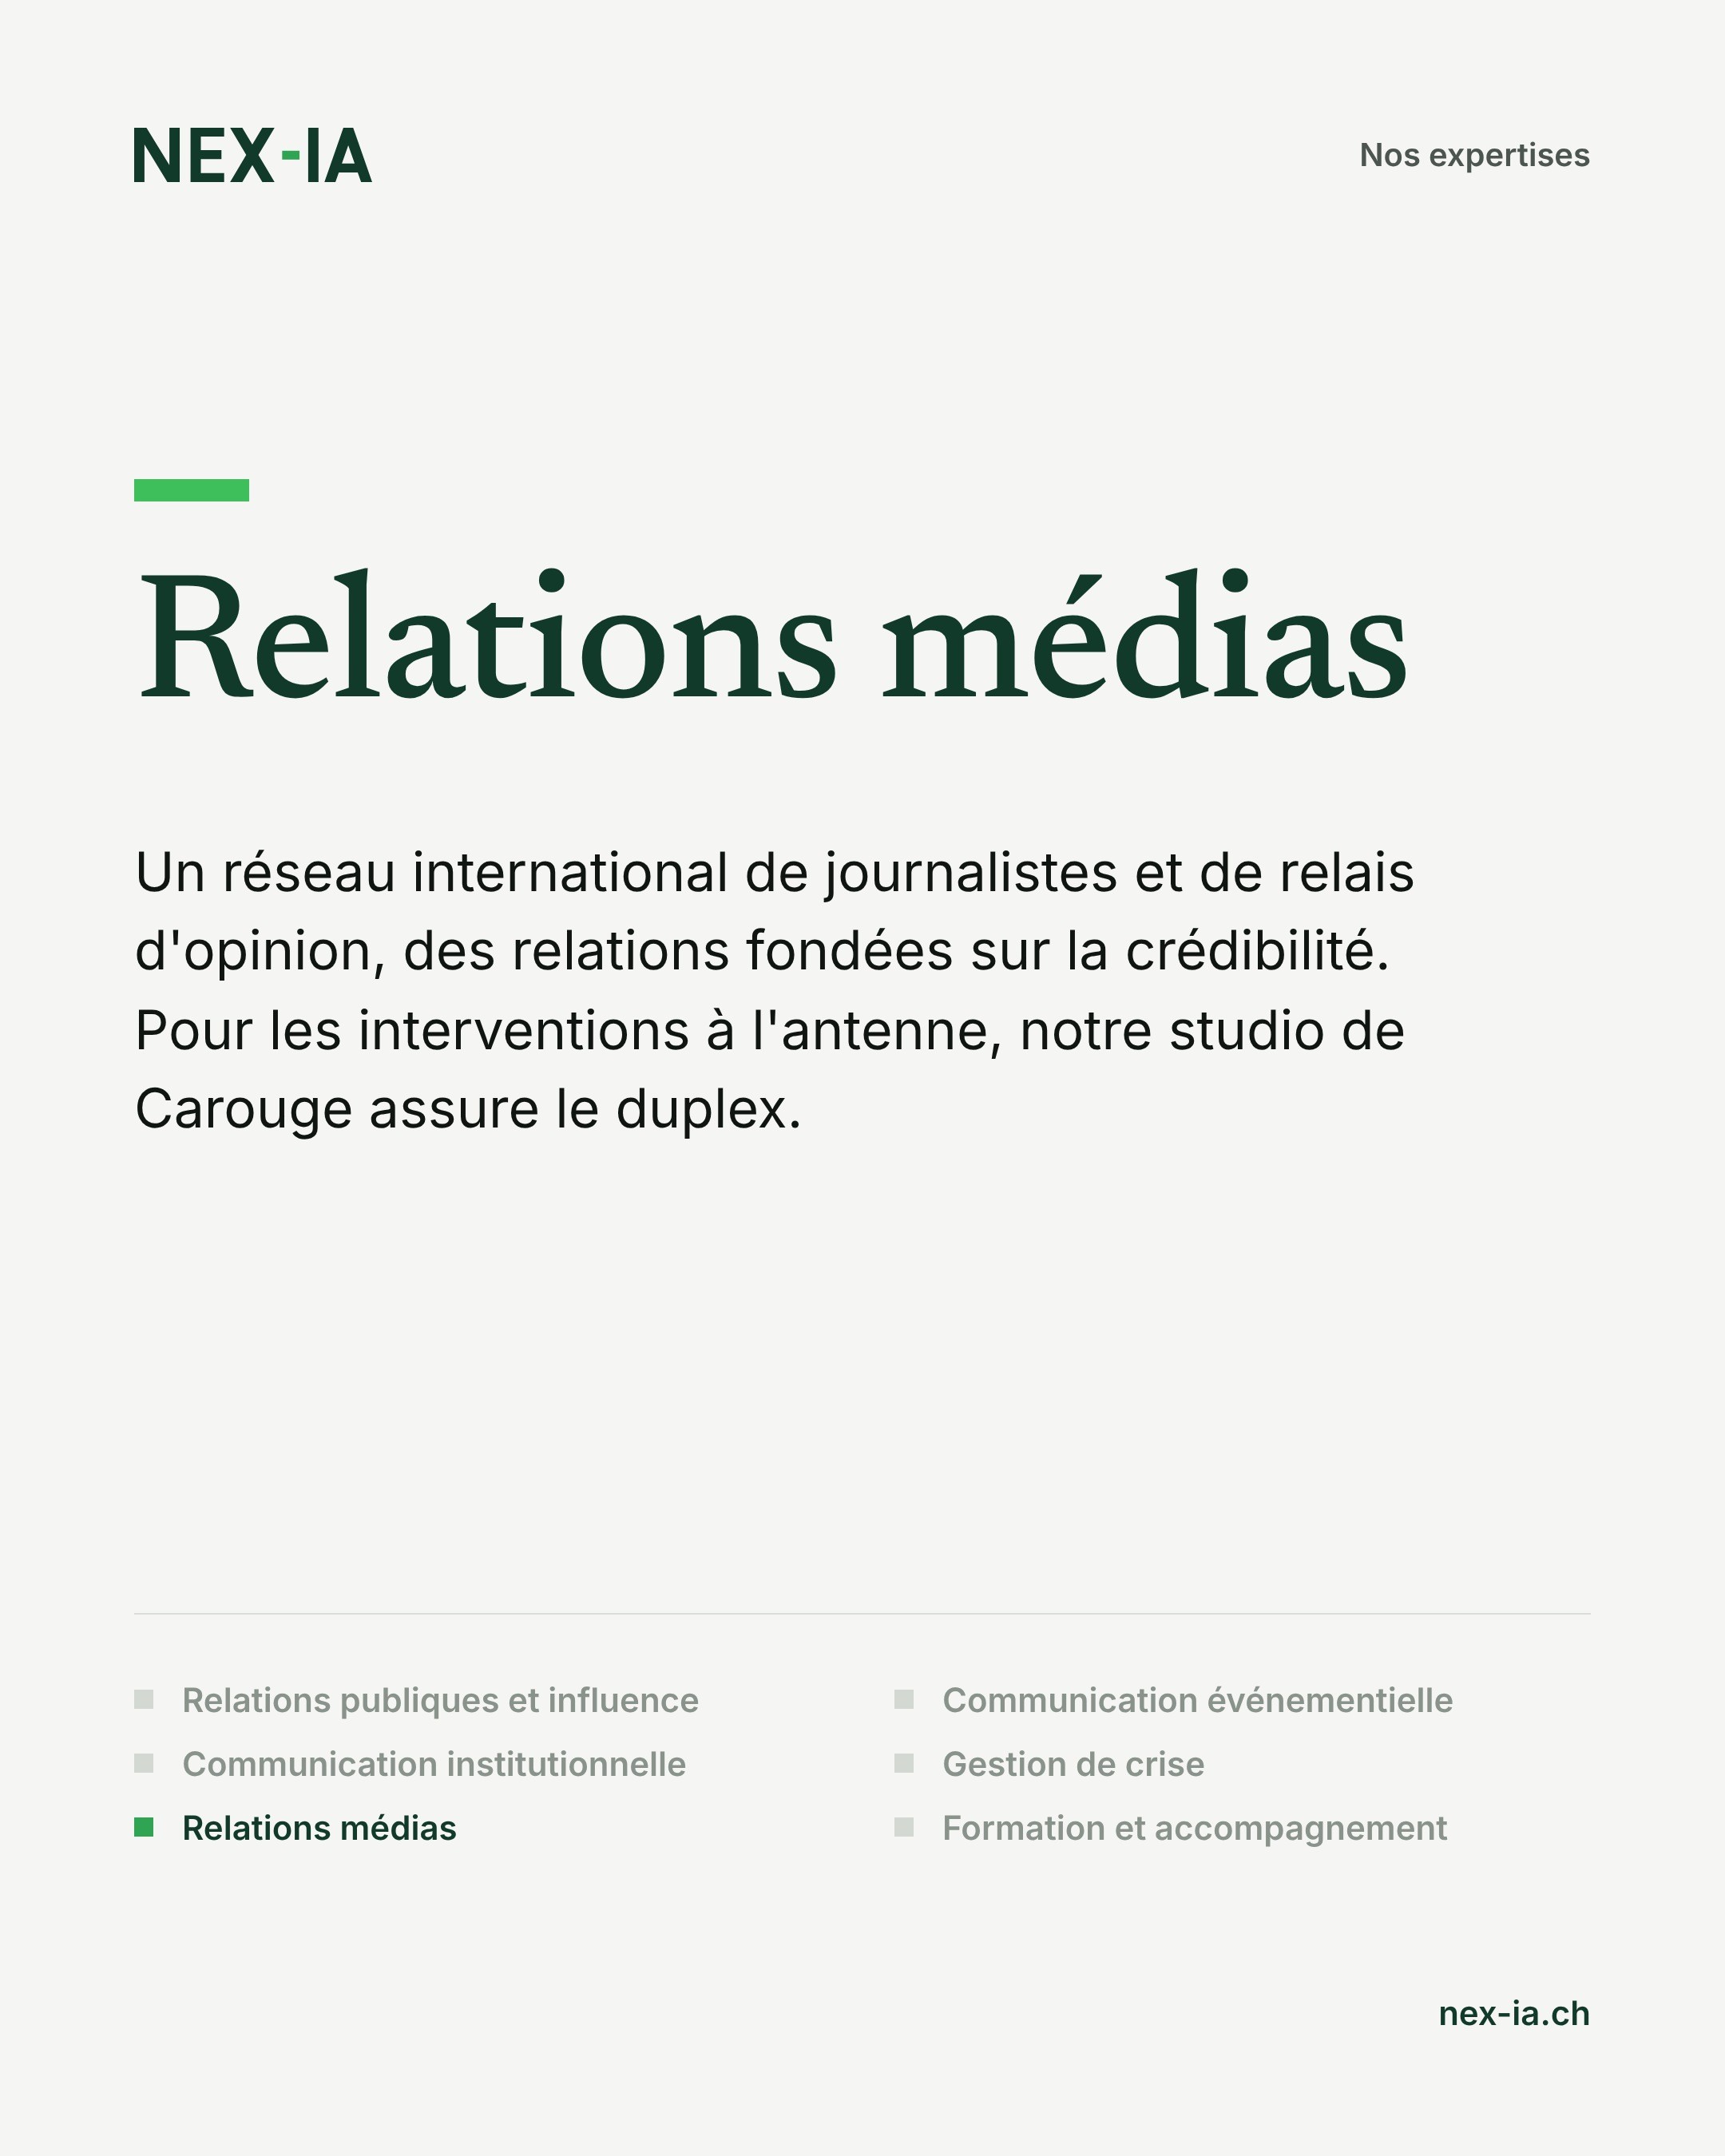 NEX-IA
Nos expertises
Relations médias
Un réseau international de journalistes et de relais
d'opinion, des relations fondées sur la crédibilité.
Pour les interventions à l'antenne, notre studio de
Carouge assure le duplex.
Relations publiques et influence
Communication institutionnelle
Relations médias
Communication événementielle
Gestion de crise
Formation et accompagnement
nex-ia.ch